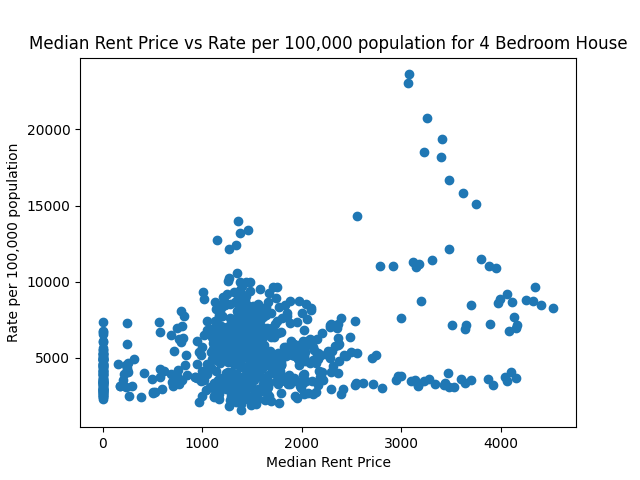 Median Rent Price vs Rate per 100,000 population for 4 Bedroom House
Rate per 100,000 population
20000
15000
10000
5000
0 1000 2000 3000 4000
Median Rent Price